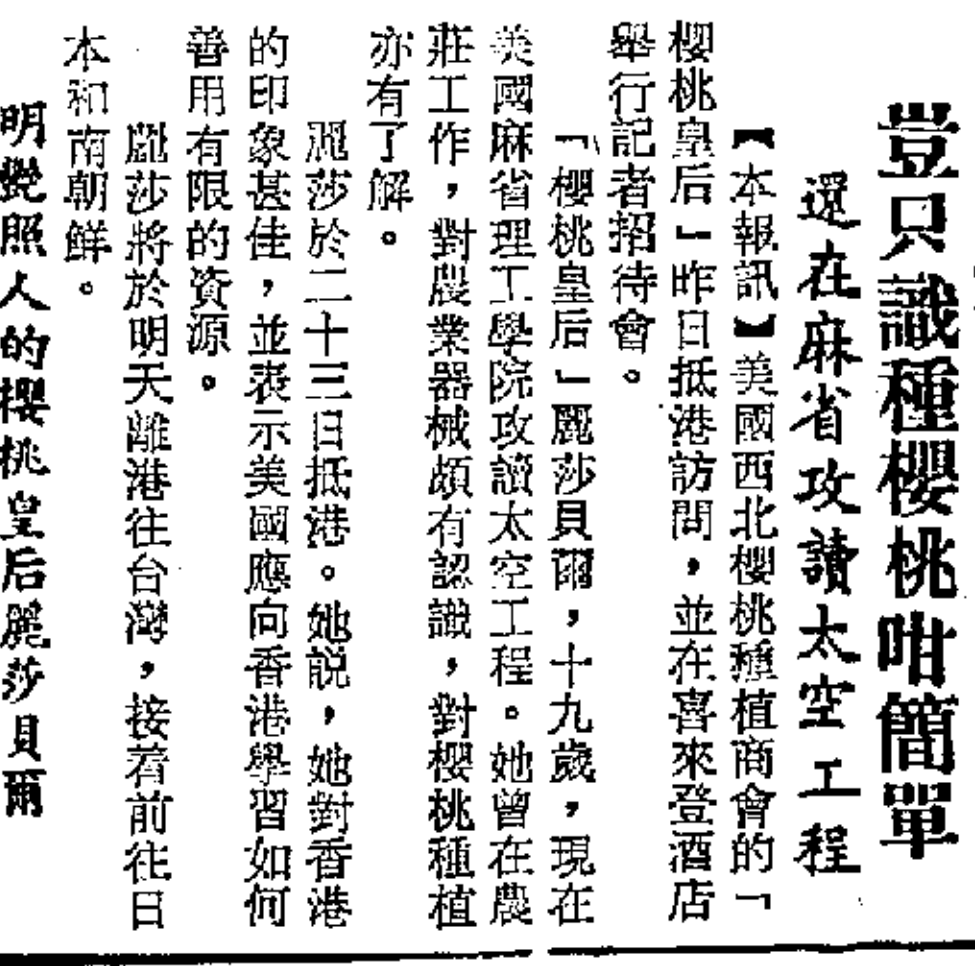 豈只識種櫻桃咁簡單
還在麻省攻讀太空工程
【本報訊】美國西北櫻桃種植商會的「
櫻桃皇后」昨日抵港訪問，並在喜來登酒店
舉行記者招待會。
「櫻桃皇后」麗莎貝爾，十九歲，現在
美國麻省理工學院攻讀太空工程。她曾在農
莊工作，對農業器械頗有認識，對櫻桃種植
亦有了解。
麗莎於二十三日抵港。她説，她對香港
的印象甚佳，並表示美國應向香港學習如何
善用有限的資源。
麗莎將於明天離港往台灣，接着前往日
本和南朝鮮。
明艷照人的櫻桃皇后麗莎貝爾